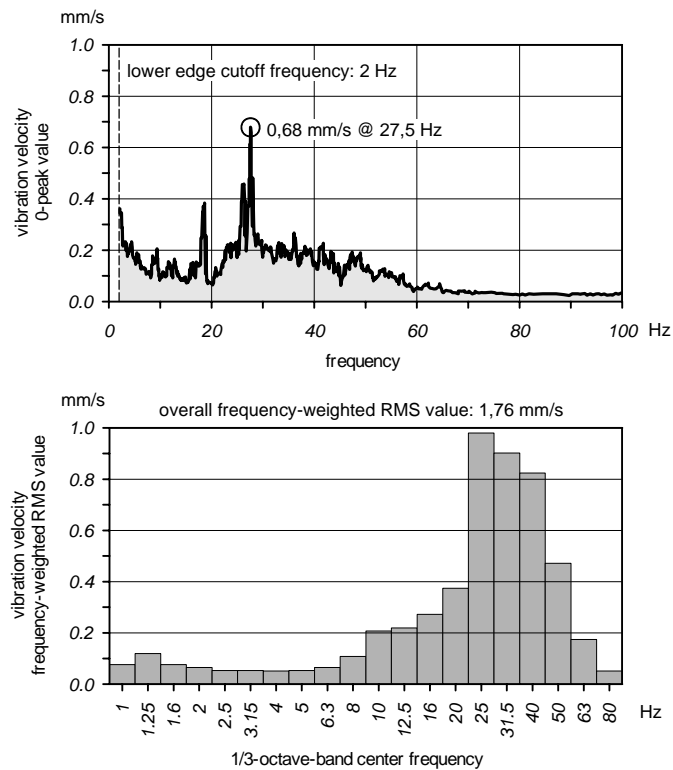 mm/s
1.0
lower edge cutoff frequency: 2 Hz
0.8
0,68 mm/s @ 27,5 Hz
0.6
vibration velocity
0-peak value
0.4
0.2
0.0
0 20 40 60 80 100 Hz
frequency
mm/s
overall frequency-weighted RMS value: 1,76 mm/s
1.0
0.8
0.6
vibration velocity
frequency-weighted RMS value
0.4
0.2
0.0
1 1.25 1.6 2 2.5 3.15 4 5 6.3 8 10 12.5 16 20 25 31.5 40 50 63 80 Hz
1/3-octave-band center frequency